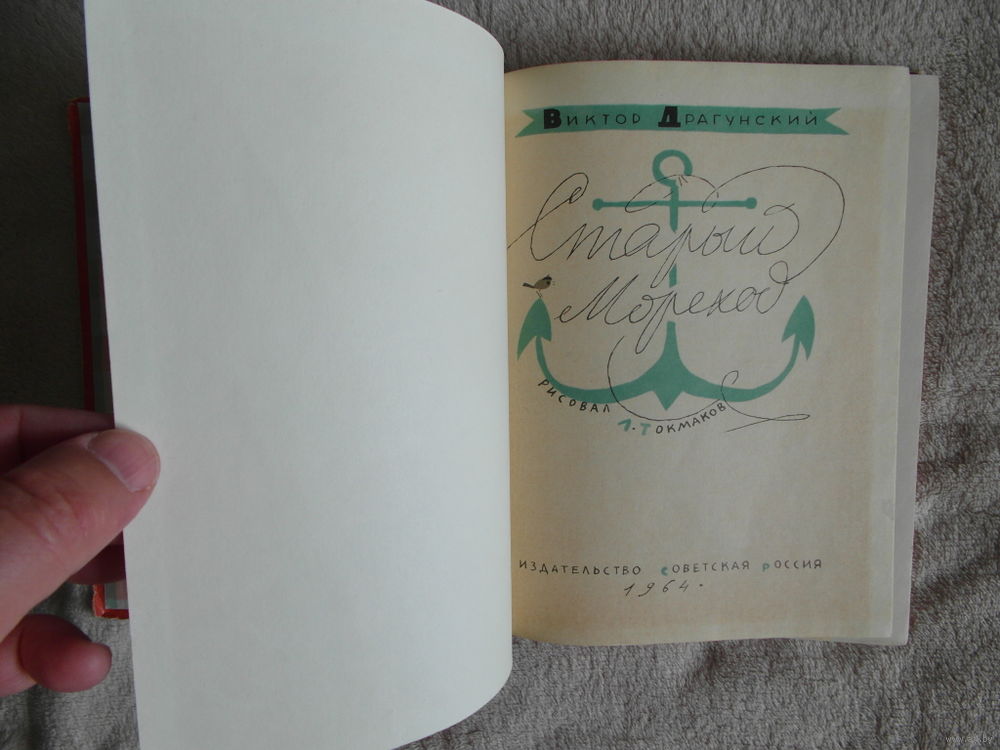 Виктор Драгунский
Старый
Мореход
рисовал Л. Токмаков
издательство советская россия
1964.